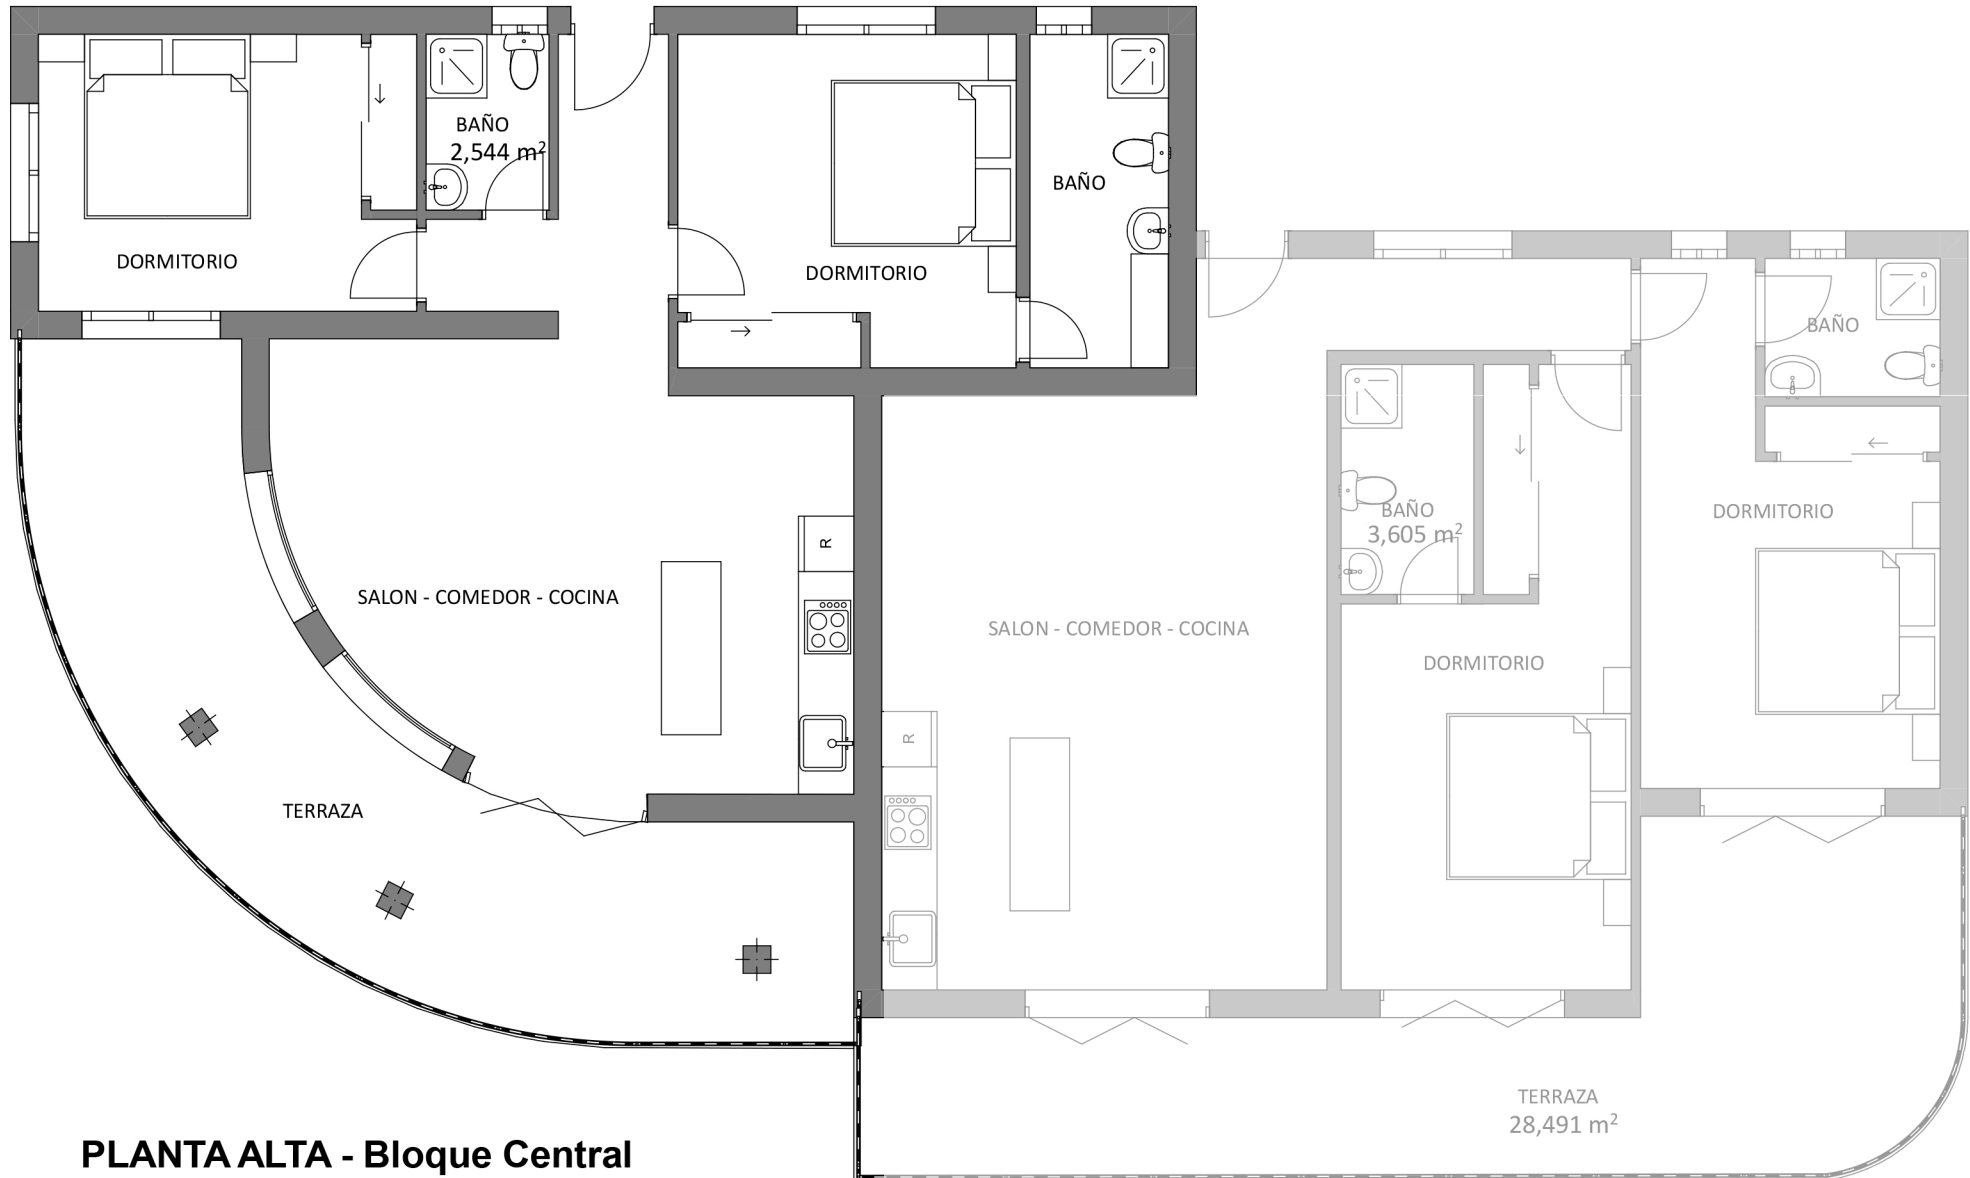 BAÑO
2,544 m²
DORMITORIO
DORMITORIO
BAÑO
SALON - COMEDOR - COCINA
R
TERRAZA
BAÑO
BAÑO
3,605 m²
DORMITORIO
DORMITORIO
SALON - COMEDOR - COCINA
R
TERRAZA
28,491 m²
PLANTA ALTA - Bloque Central